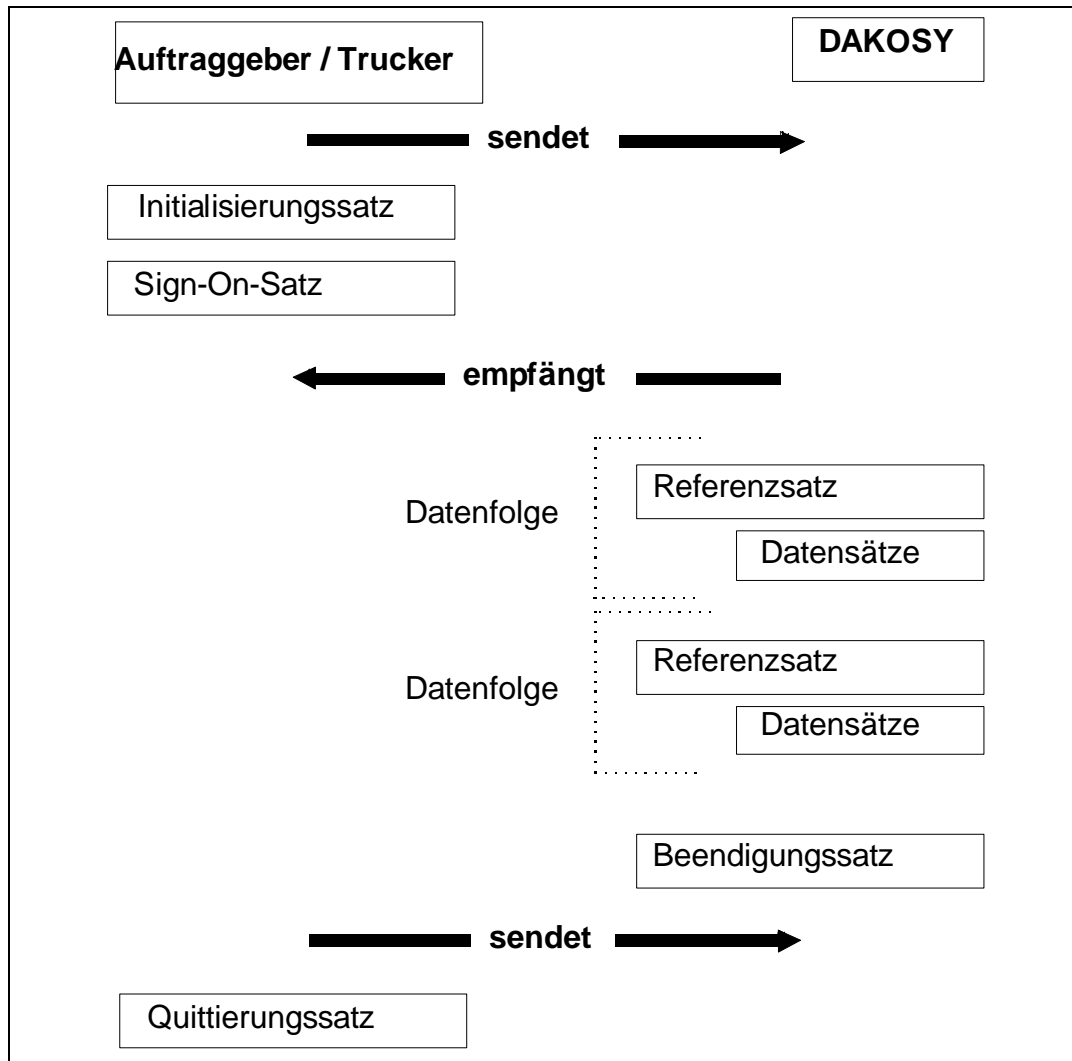 Auftraggeber / Trucker
DAKOSY
sendet
Initialisierungssatz
Sign-On-Satz
empfängt
Referenzsatz
Datenfolge
Datensätze
Referenzsatz
Datenfolge
Datensätze
Beendigungssatz
sendet
Quittierungssatz